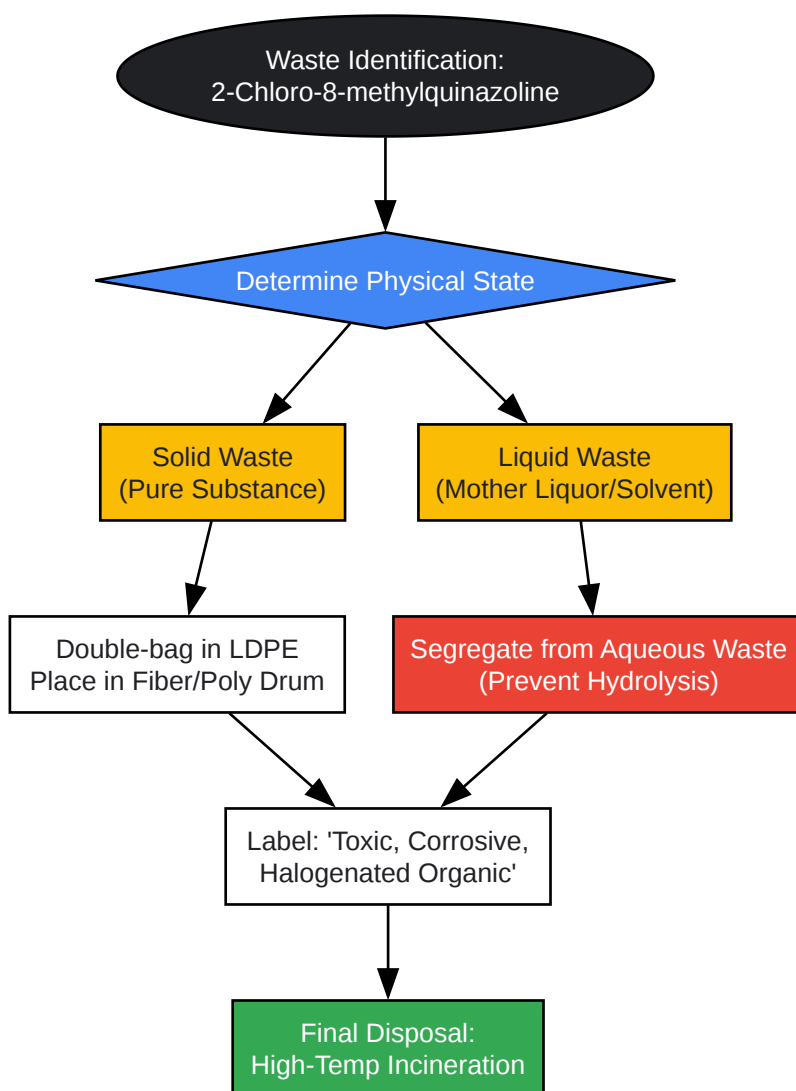 Waste Identification:
2-Chloro-8-methylquinazoline
Determine Physical State
Solid Waste
(Pure Substance)
Liquid Waste
(Mother Liquor/Solvent)
Double-bag in LDPE
Place in Fiber/Poly Drum
Segregate from Aqueous Waste
(Prevent Hydrolysis)
Label: 'Toxic, Corrosive,
Halogenated Organic'
Final Disposal:
High-Temp Incineration